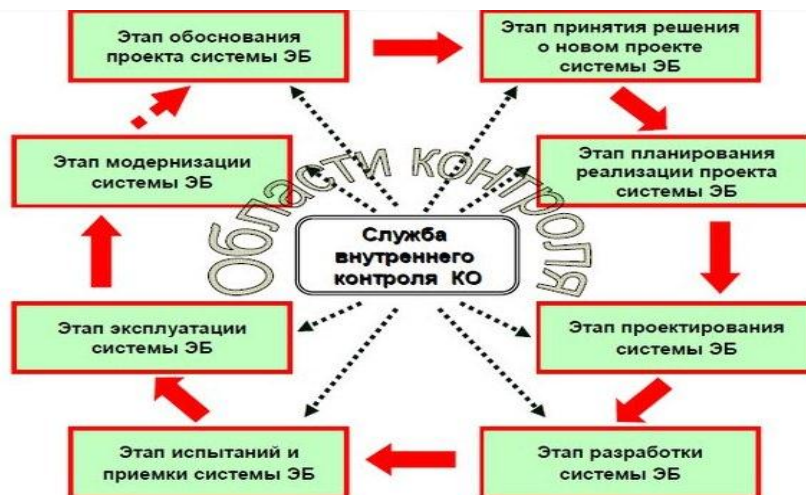 Этап обоснования
проекта системы ЭБ
Этап принятия решения
о новом проекте
системы ЭБ
Этап модернизации
системы ЭБ
Этап планирования
реализации проекта
системы ЭБ
Области контроля
Служба
внутреннего
контроля КО
Этап эксплуатации
системы ЭБ
Этап проектирования
системы ЭБ
Этап испытаний и
приемки системы ЭБ
Этап разработки
системы ЭБ